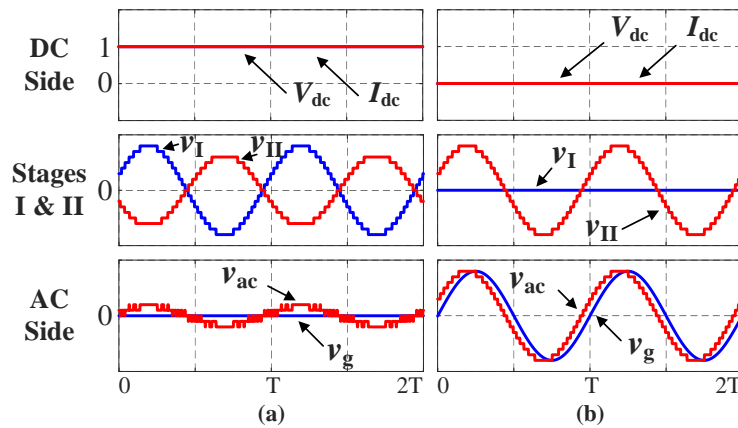 DC
Side
1
0
V_dc
I_dc
V_dc
I_dc
Stages
I & II
0
v_I
v_II
v_I
v_II
AC
Side
0
v_ac
v_g
v_ac
v_g
0 T 2T
0 T 2T
(a) (b)